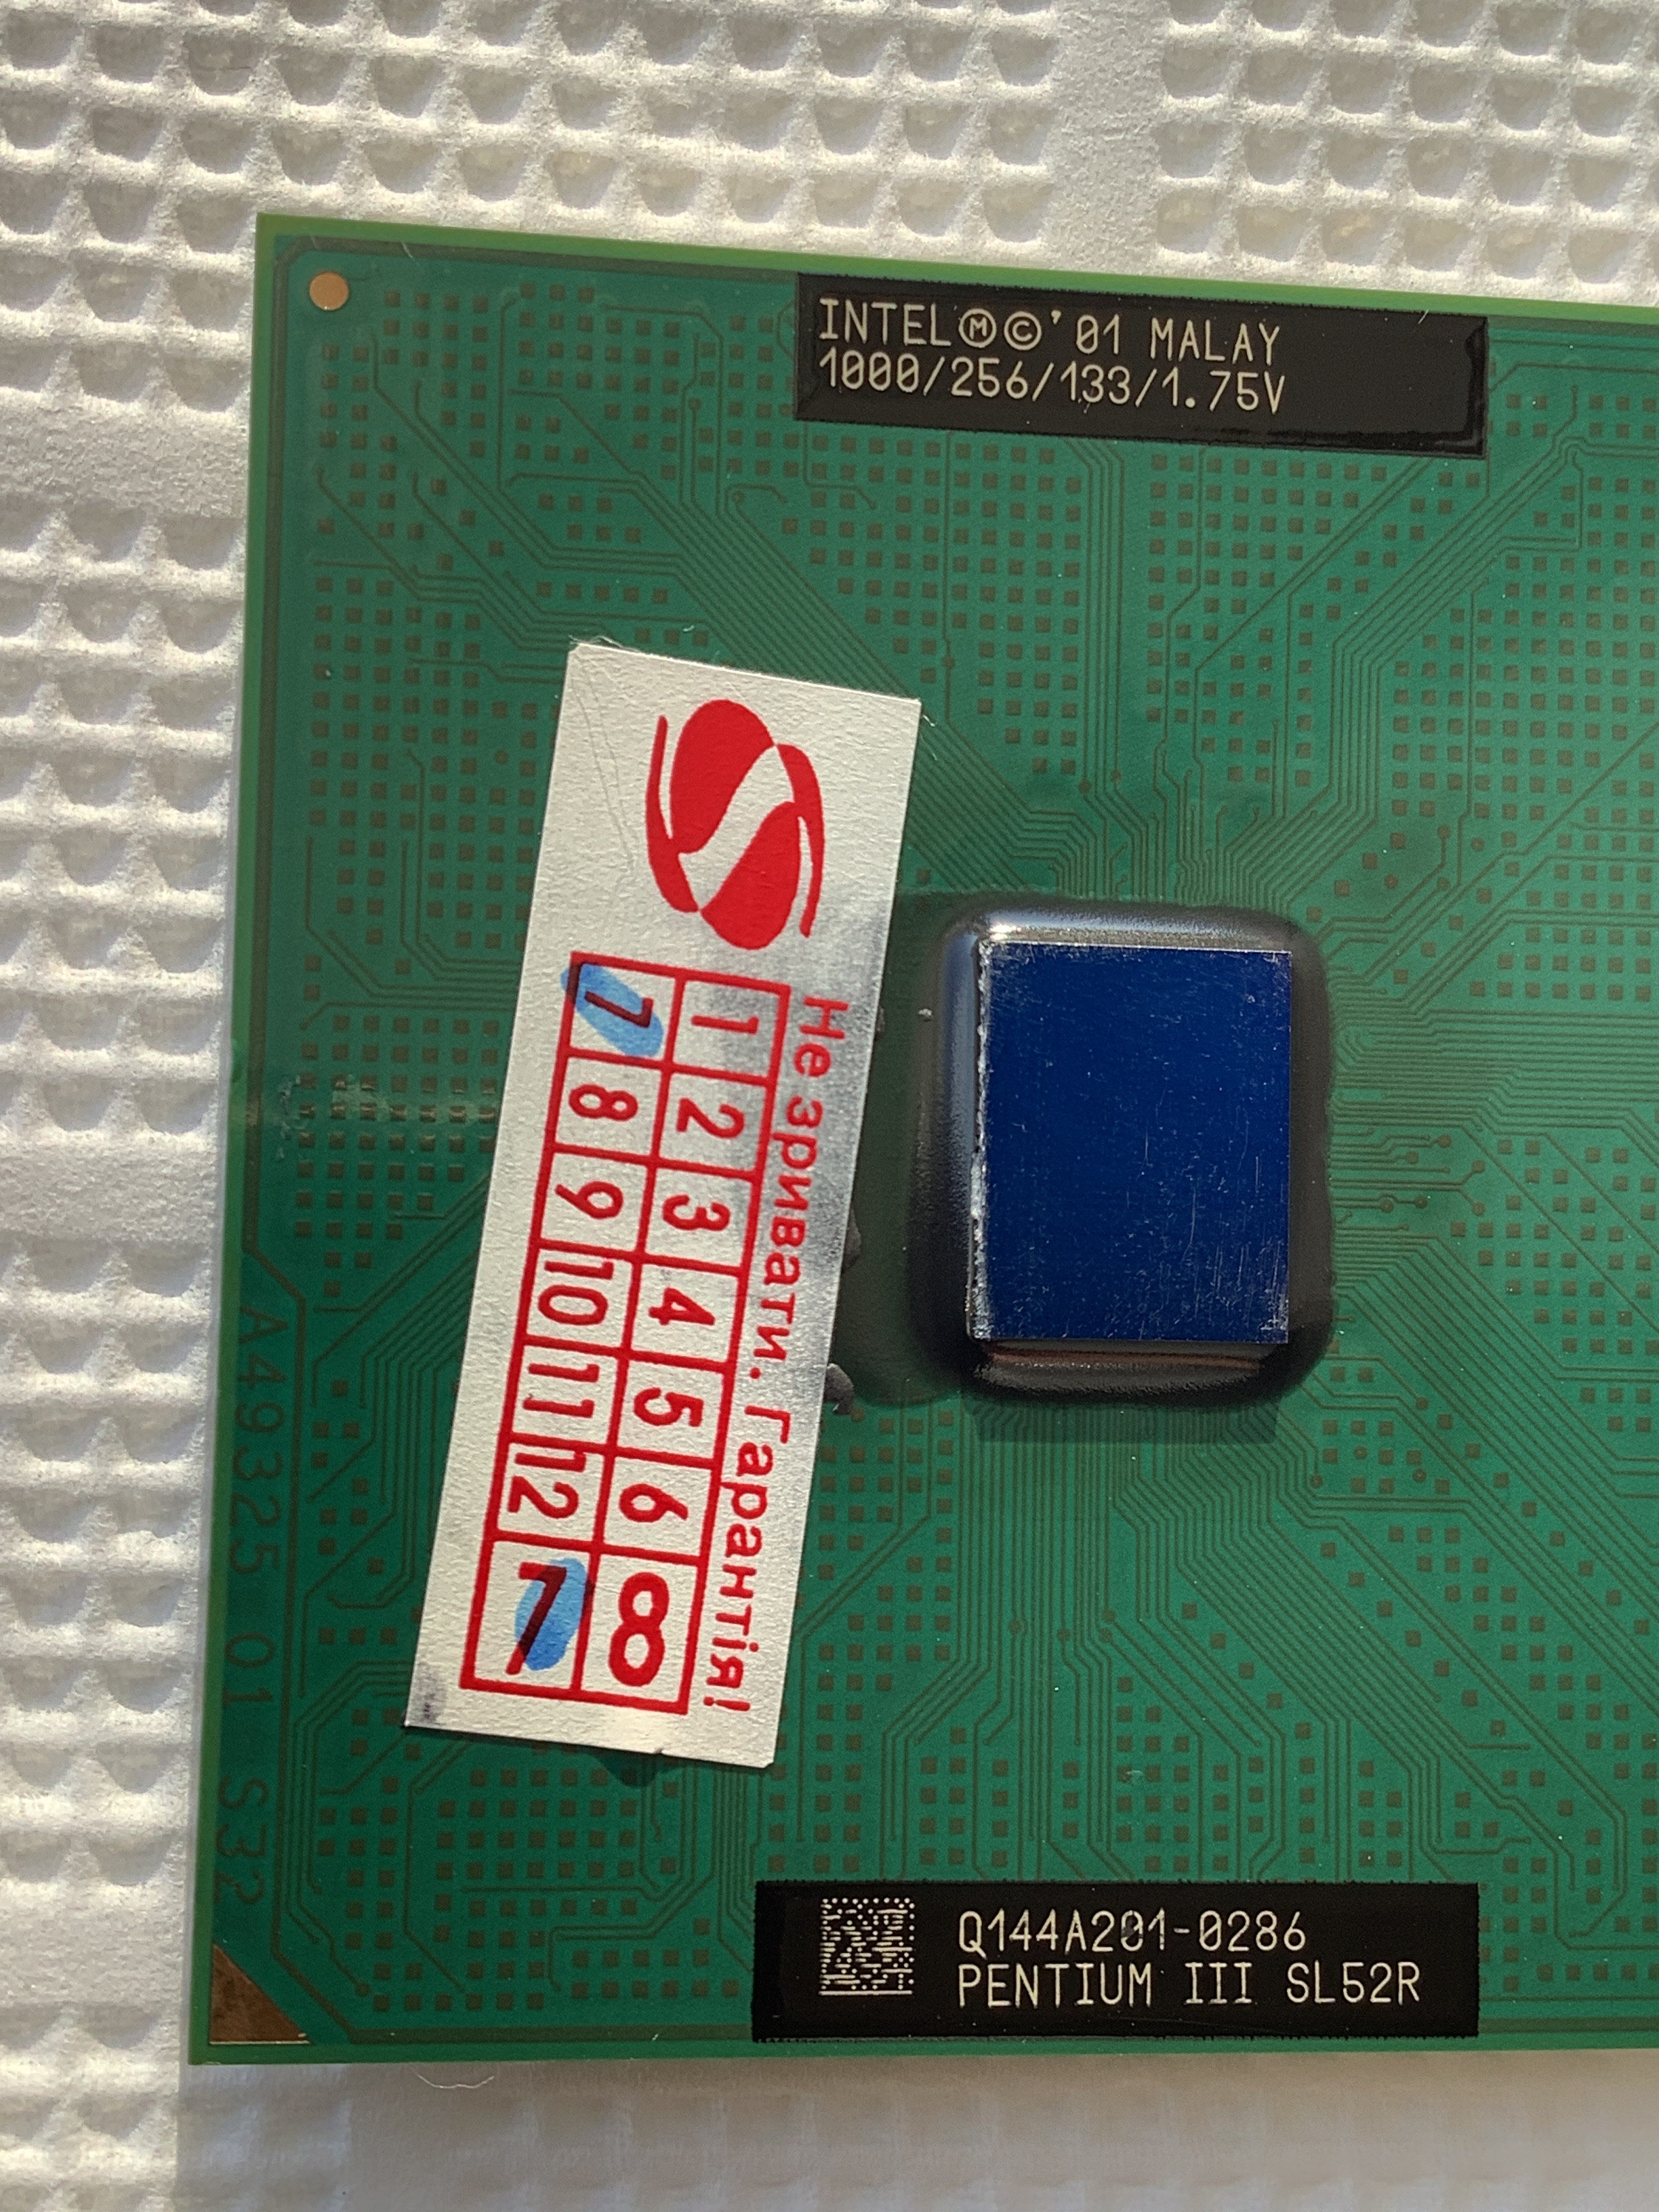 INTELⓂ©'01 MALAY
1000/256/133/1.75V
Не зривати. Гарантія!
1 2 3 4 5 6 8
7 8 9 10 11 12 7
A49325 01 S32
Q144A201-0286
PENTIUM III SL52R